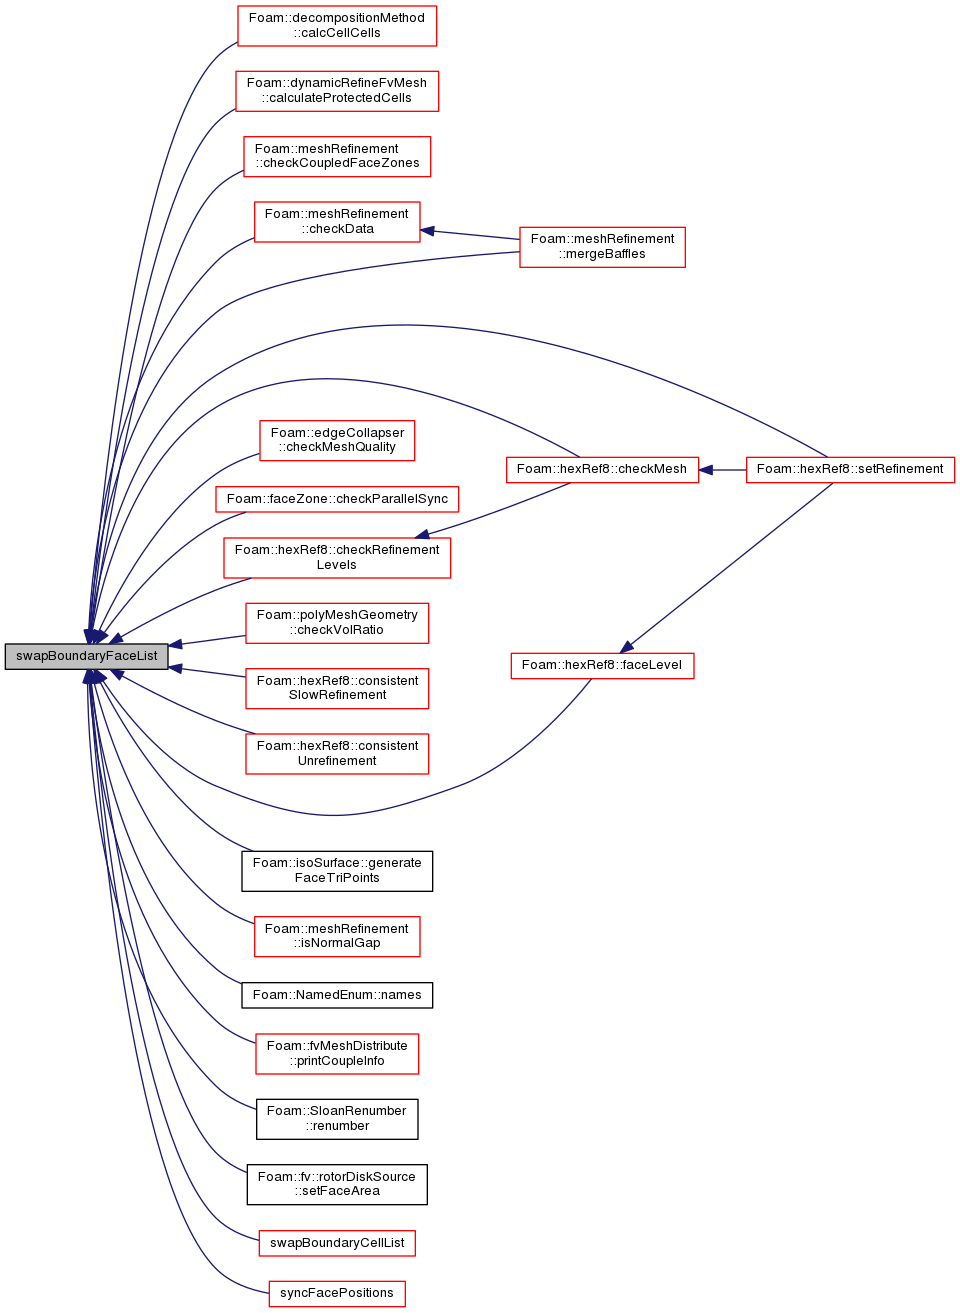 Foam::decompositionMethod
::calcCellCells
Foam::dynamicRefineFvMesh
::calculateProtectedCells
Foam::meshRefinement
::checkCoupledFaceZones
Foam::meshRefinement
::checkData
Foam::meshRefinement
::mergeBaffles
Foam::edgeCollapser
::checkMeshQuality
Foam::hexRef8::checkMesh
Foam::hexRef8::setRefinement
Foam::faceZone::checkParallelSync
Foam::hexRef8::checkRefinement
Levels
Foam::polyMeshGeometry
::checkVolRatio
swapBoundaryFaceList
Foam::hexRef8::faceLevel
Foam::hexRef8::consistent
SlowRefinement
Foam::hexRef8::consistent
Unrefinement
Foam::isoSurface::generate
FaceTriPoints
Foam::meshRefinement
::isNormalGap
Foam::NamedEnum::names
Foam::fvMeshDistribute
::printCoupleInfo
Foam::SloanRenumber
::renumber
Foam::fv::rotorDiskSource
::setFaceArea
swapBoundaryCellList
syncFacePositions